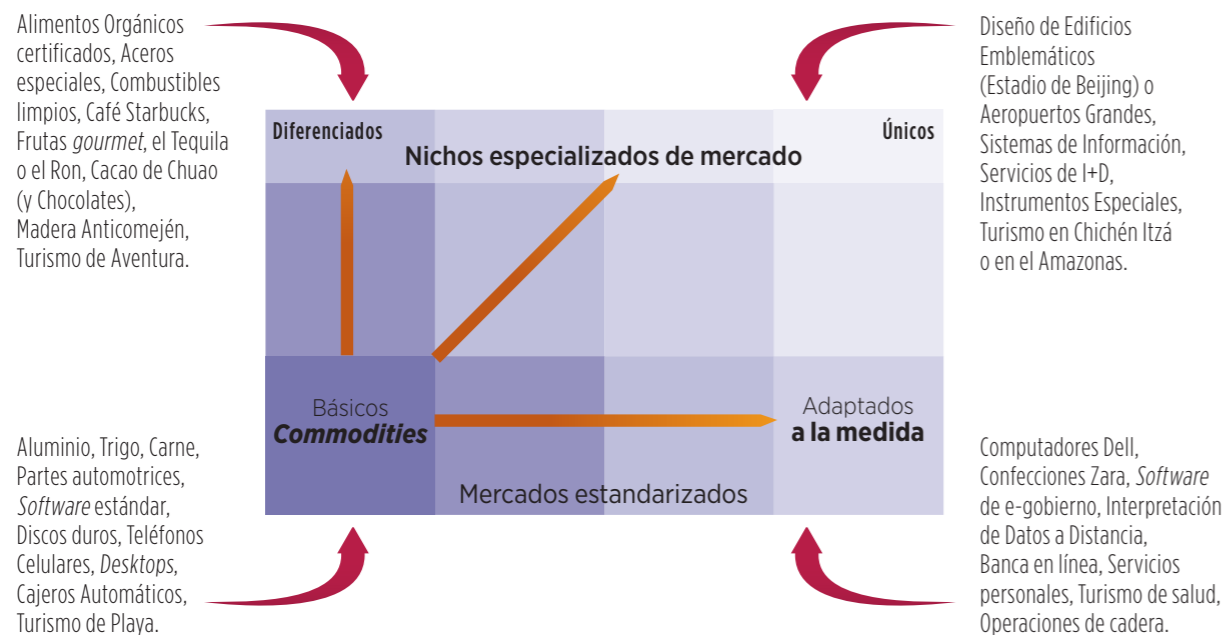 Alimentos Orgánicos
certificados, Aceros
especiales, Combustibles
limpios, Café Starbucks,
Frutas gourmet, el Tequila
o el Ron, Cacao de Chuao
(y Chocolates),
Madera Anticomején,
Turismo de Aventura.
Diseño de Edificios
Emblemáticos
(Estadio de Beijing) o
Aeropuertos Grandes,
Sistemas de Información,
Servicios de I+D,
Instrumentos Especiales,
Turismo en Chichén Itzá
o en el Amazonas.
Diferenciados
Únicos
Nichos especializados de mercado
Básicos
Commodities
Adaptados
a la medida
Mercados estandarizados
Aluminio, Trigo, Carne,
Partes automotrices,
Software estándar,
Discos duros, Teléfonos
Celulares, Desktops,
Cajeros Automáticos,
Turismo de Playa.
Computadores Dell,
Confecciones Zara, Software
de e-gobierno, Interpretación
de Datos a Distancia,
Banca en línea, Servicios
personales, Turismo de salud,
Operaciones de cadera.